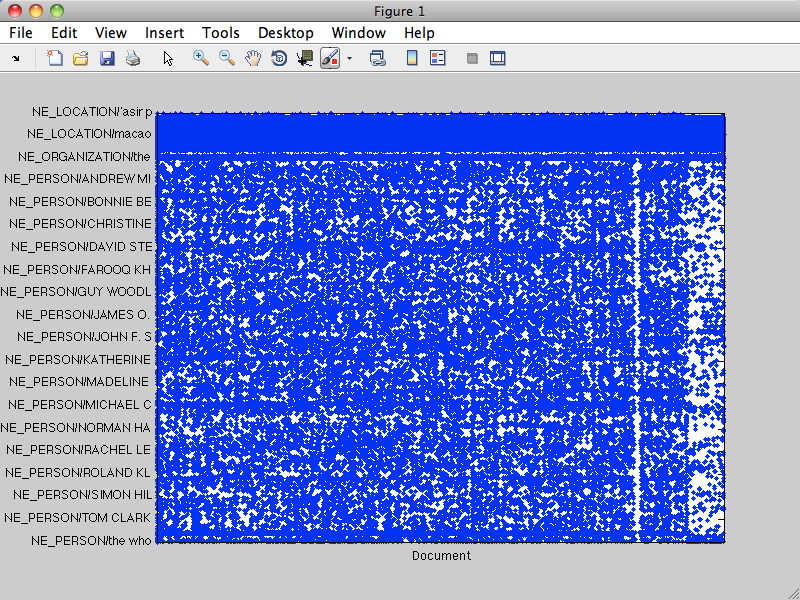 Figure 1
File Edit View Insert Tools Desktop Window Help
NE_LOCATION/'asir p
NE_LOCATION/macao
NE_ORGANIZATION/the
NE_PERSON/ANDREW MI
NE_PERSON/BONNIE BE
NE_PERSON/CHRISTINE
NE_PERSON/DAVID STE
NE_PERSON/FAROOQ KH
NE_PERSON/GUY WOODL
NE_PERSON/JAMES O.
NE_PERSON/JOHN F. S
NE_PERSON/KATHERINE
NE_PERSON/MADELINE
NE_PERSON/MICHAEL C
NE_PERSON/NORMAN HA
NE_PERSON/RACHEL LE
NE_PERSON/ROLAND KL
NE_PERSON/SIMON HIL
NE_PERSON/TOM CLARK
NE_PERSON/the who
Document